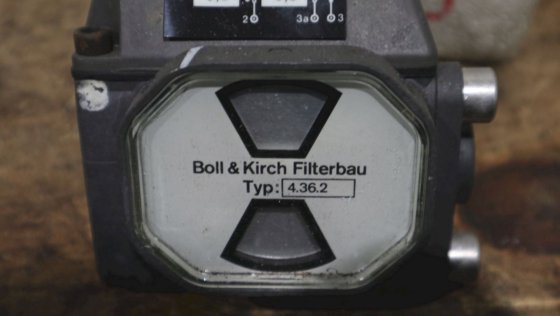 2 3a 3
Boll & Kirch Filterbau
Typ: 4.36.2